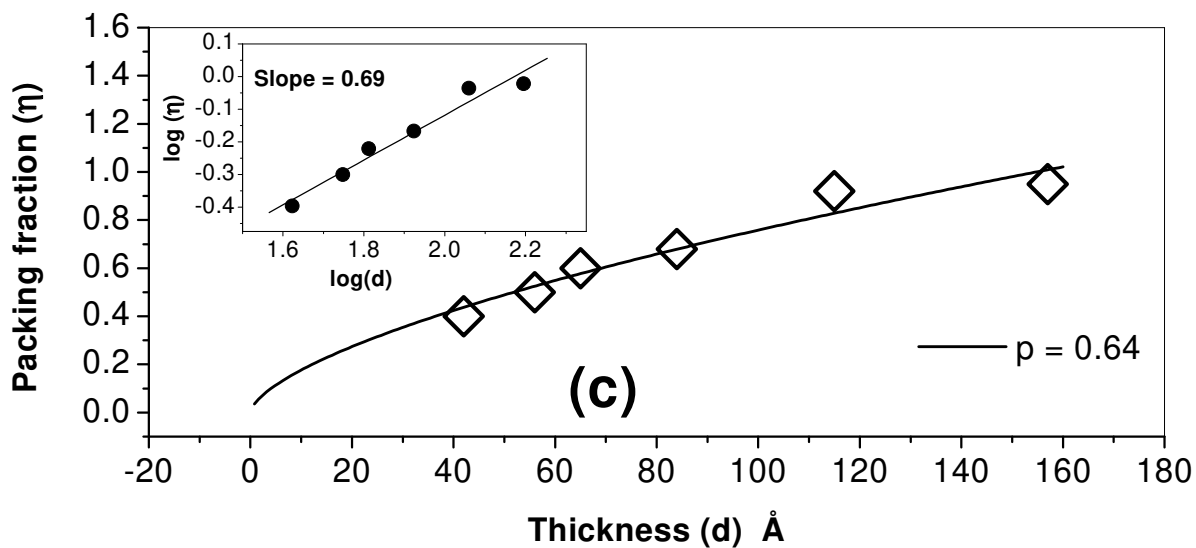 Packing fraction (η)
1.6
1.4
1.2
1.0
0.8
0.6
0.4
0.2
0.0
-20 0 20 40 60 80 100 120 140 160 180
Thickness (d) Å
log (η)
0.1
0.0
-0.1
-0.2
-0.3
-0.4
Slope = 0.69
1.6 1.8 2.0 2.2
log(d)
p = 0.64
(c)